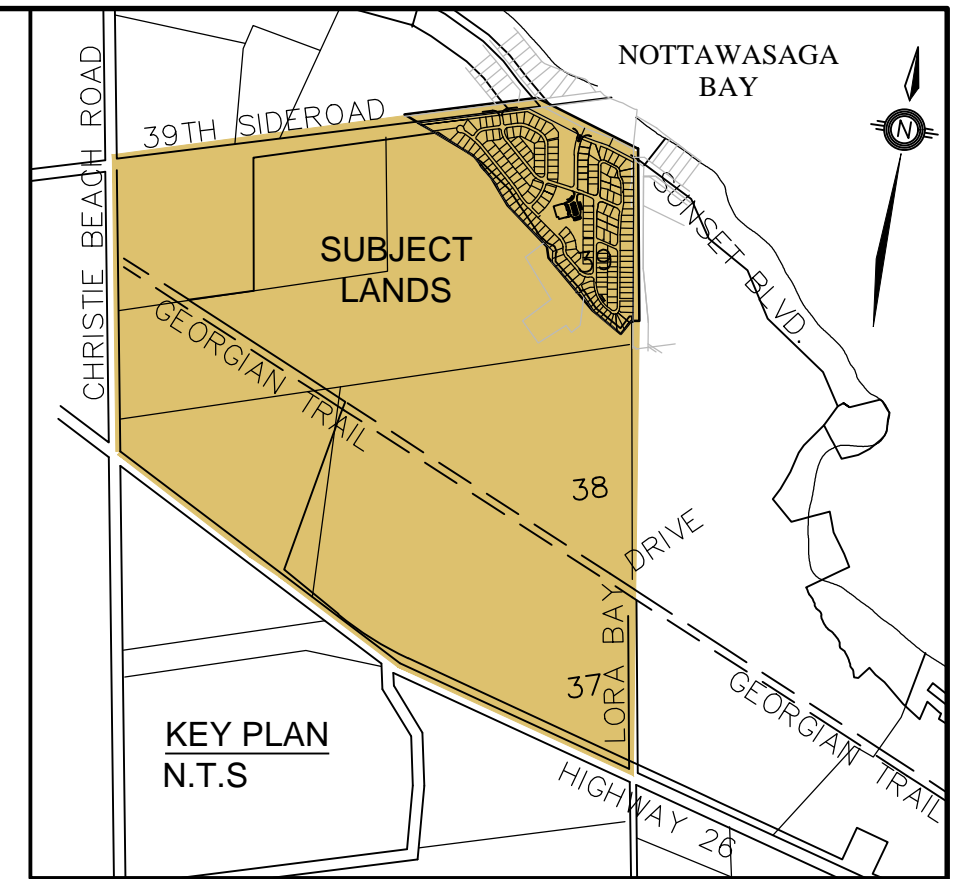 NOTTAWASAGA
BAY
N
CHRISTIE BEACH ROAD
39TH SIDEROAD
SUNSET BLVD.
SUBJECT
LANDS
39
GEORGIAN TRAIL
38
LORA BAY DRIVE
37
GEORGIAN TRAIL
KEY PLAN
N.T.S
HIGHWAY 26